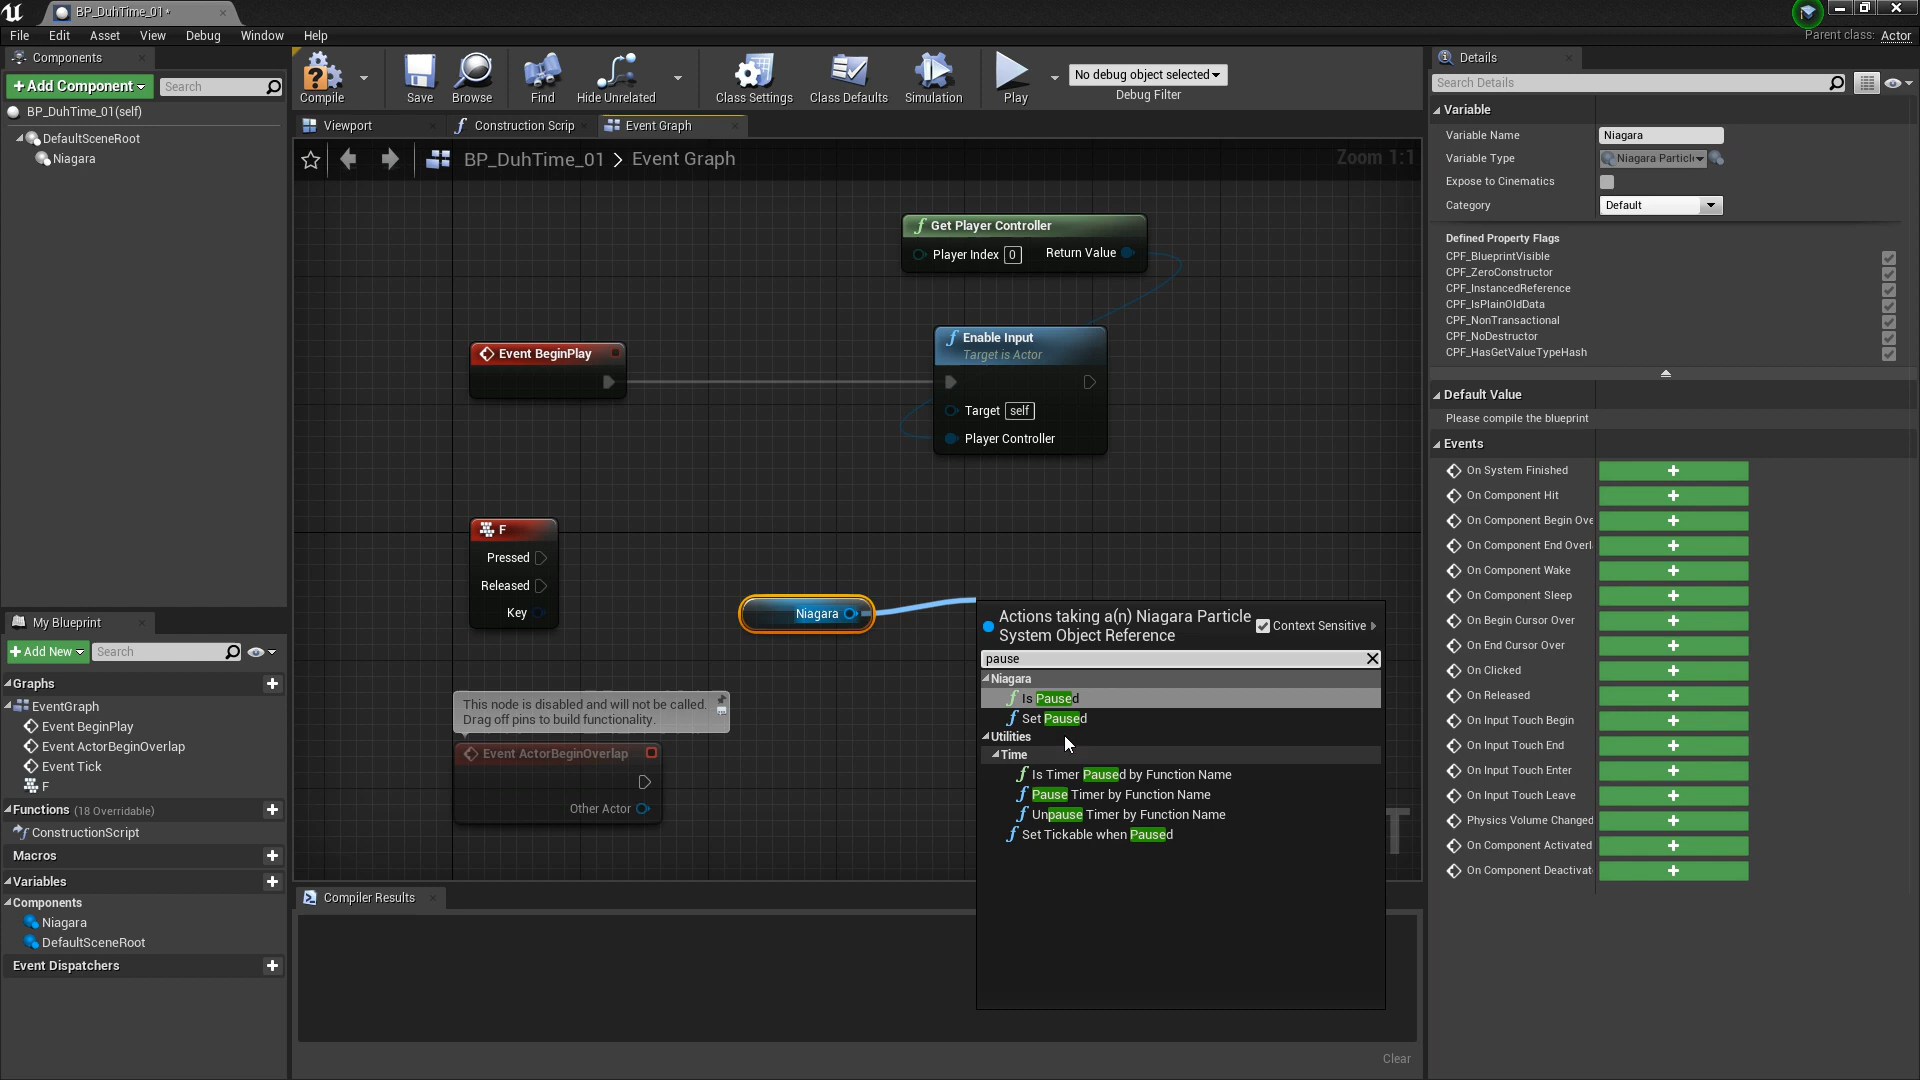 BP_DuhTime_01*
File Edit Asset View Debug Window Help
Parent class: Actor
Components
+ Add Component
Search
BP_DuhTime_01(self)
DefaultSceneRoot
Niagara
Compile
Save
Browse
Find
Hide Unrelated
Class Settings
Class Defaults
Simulation
Play
No debug object selected
Debug Filter
Viewport
Construction Scrip
Event Graph
BP_DuhTime_01 > Event Graph
Zoom 1:1
Get Player Controller
Player Index 0
Return Value
Event BeginPlay
Enable Input
Target is Actor
Target self
Player Controller
F
Pressed
Released
Key
Niagara
This node is disabled and will not be called.
Drag off pins to build functionality.
Event ActorBeginOverlap
Other Actor
Actions taking a(n) Niagara Particle
System Object Reference
Context Sensitive
pause
Niagara
Is Paused
Set Paused
Utilities
Time
Is Timer Paused by Function Name
Pause Timer by Function Name
Unpause Timer by Function Name
Set Tickable when Paused
Compiler Results
Clear
My Blueprint
+ Add New
Search
Graphs
EventGraph
Event BeginPlay
Event ActorBeginOverlap
Event Tick
F
Functions (18 Overridable)
ConstructionScript
Macros
Variables
Components
Niagara
DefaultSceneRoot
Event Dispatchers
Details
Search Details
Variable
Variable Name Niagara
Variable Type Niagara Particle
Expose to Cinematics
Category Default
Defined Property Flags
CPF_BlueprintVisible
CPF_ZeroConstructor
CPF_InstancedReference
CPF_IsPlainOldData
CPF_NonTransactional
CPF_NoDestructor
CPF_HasGetValueTypeHash
Default Value
Please compile the blueprint
Events
On System Finished
On Component Hit
On Component Begin Ove
On Component End Overl
On Component Wake
On Component Sleep
On Begin Cursor Over
On End Cursor Over
On Clicked
On Released
On Input Touch Begin
On Input Touch End
On Input Touch Enter
On Input Touch Leave
Physics Volume Changed
On Component Activated
On Component Deactivat